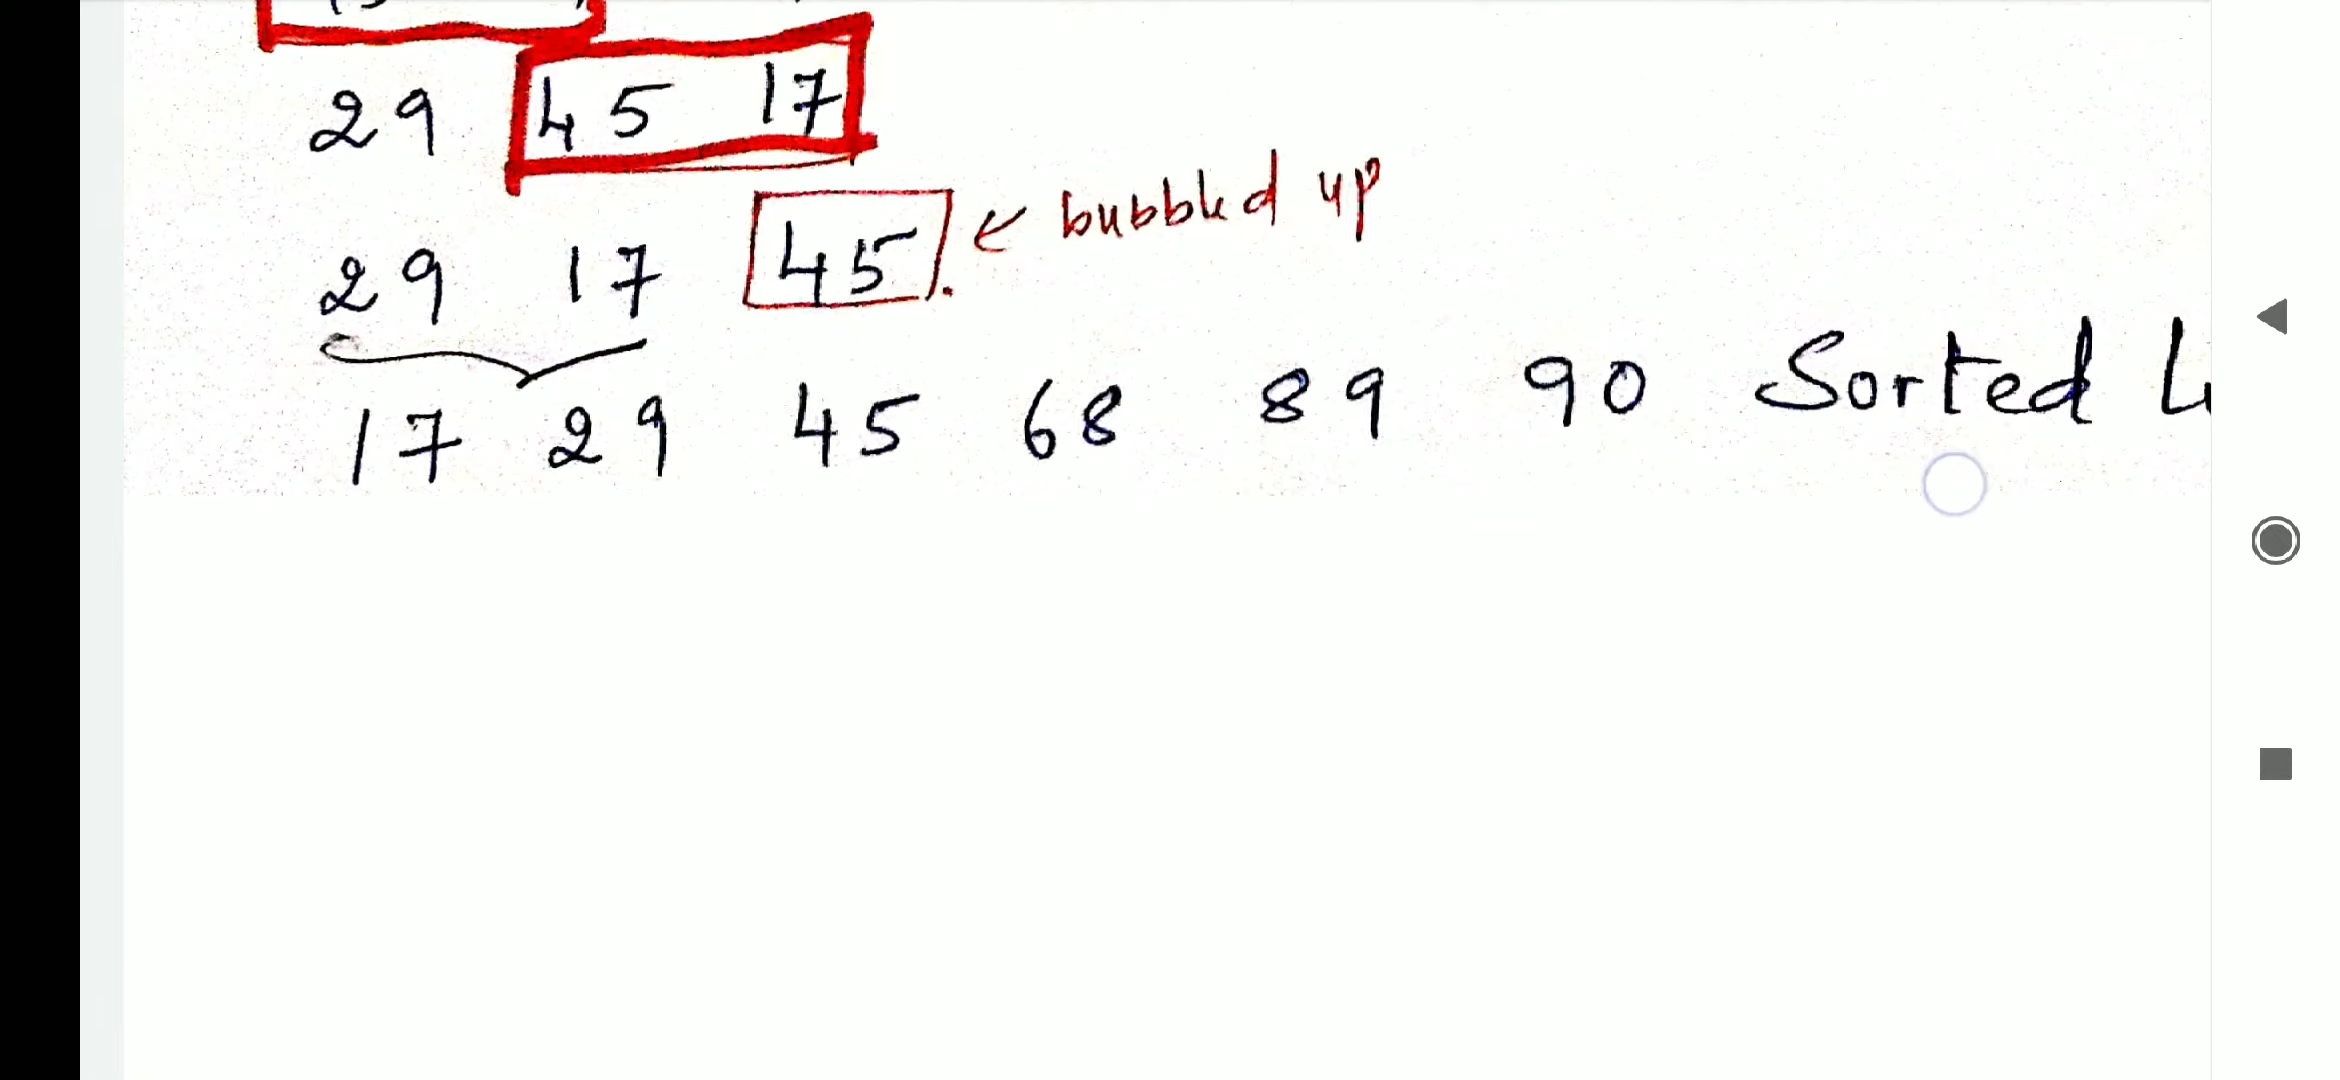 29 45 17
29 17 45 ← bubbled up
17 29 45 68 89 90 Sorted